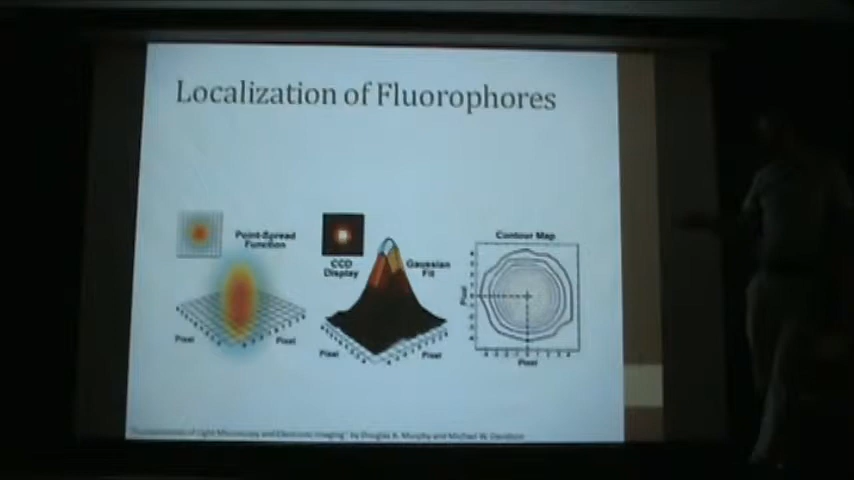 Localization of Fluorophores
Point-Spread
Function
CCD
Display
Gaussian
Fit
Contour Map
Pixel
Pixel
Pixel
Pixel
Pixel
Pixel
Fundamentals of Light Microscopy and Electronic Imaging" by Douglas B. Murphy and Michael W. Davidson